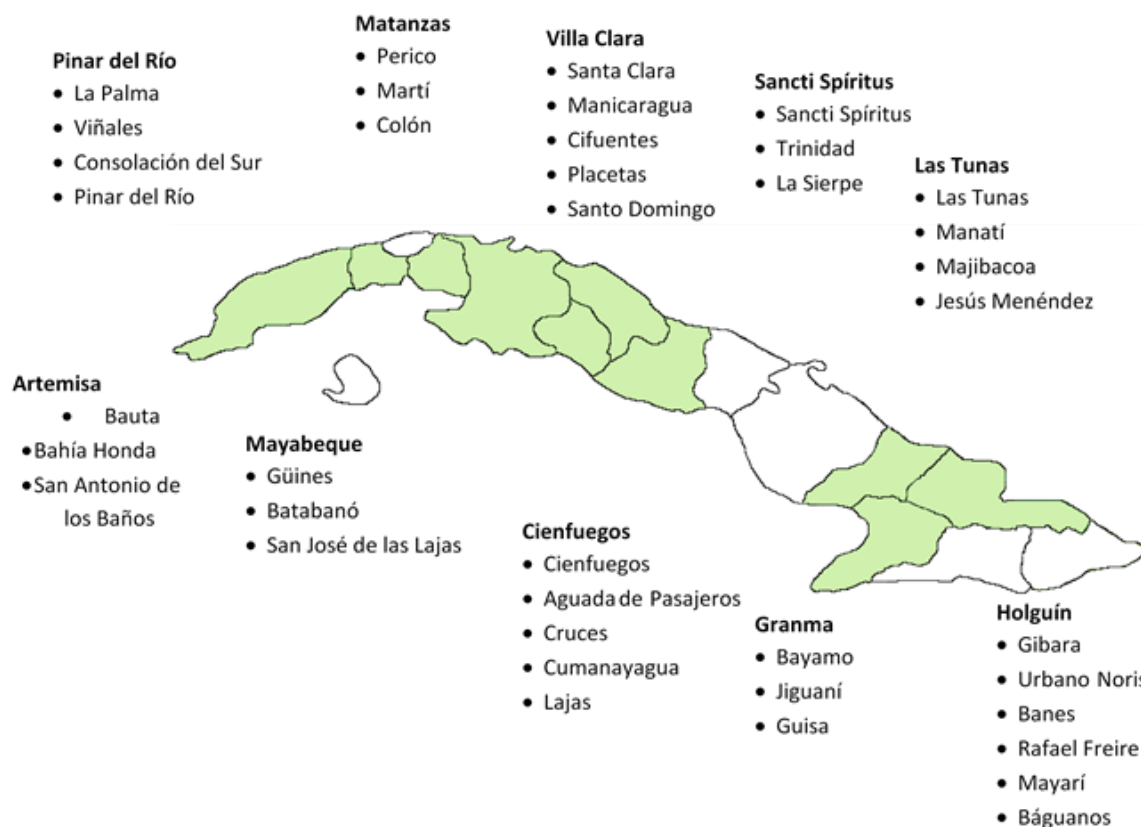 Pinar del Río
• La Palma
• Viñales
• Consolación del Sur
• Pinar del Río
Matanzas
• Perico
• Martí
• Colón
Villa Clara
• Santa Clara
• Manicaragua
• Cifuentes
• Placetas
• Santo Domingo
Sancti Spíritus
• Sancti Spíritus
• Trinidad
• La Sierpe
Las Tunas
• Las Tunas
• Manatí
• Majibacoa
• Jesús Menéndez
Artemisa
• Bauta
• Bahía Honda
• San Antonio de
los Baños
Mayabeque
• Güines
• Batabanó
• San José de las Lajas
Cienfuegos
• Cienfuegos
• Aguada de Pasajeros
• Cruces
• Cumanayagua
• Lajas
Granma
• Bayamo
• Jiguaní
• Guisa
Holguín
• Gibara
• Urbano Noris
• Banes
• Rafael Freire
• Mayarí
• Báguanos